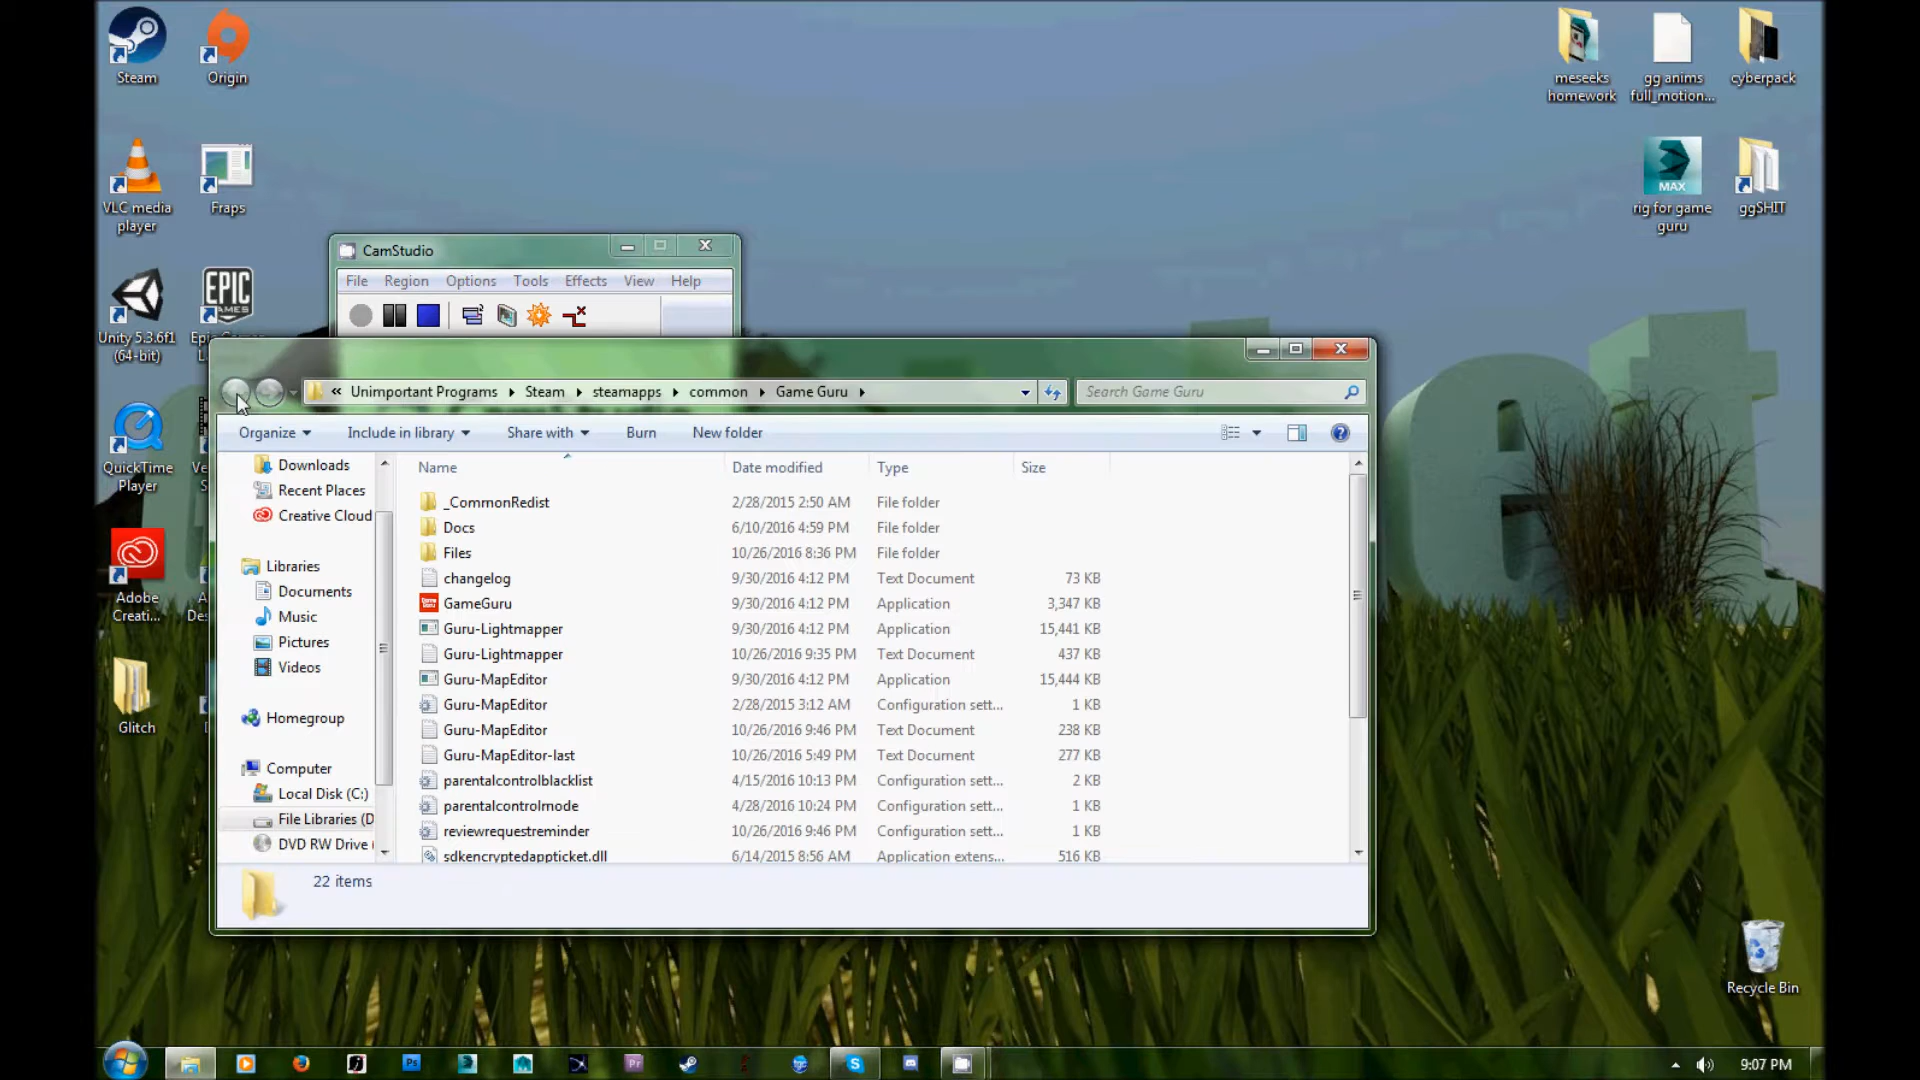 Steam
Origin
meseeks
homework
gg anims
full_motion...
cyberpack
VLC media
player
Fraps
MAX
rig for game
guru
ggSHIT
CamStudio
File Region Options Tools Effects View Help
Unity 5.3.6f1
(64-bit)
EPIC
GAMES
« Unimportant Programs Steam steamapps common Game Guru
Search Game Guru
Organize Include in library Share with Burn New folder
QuickTime
Player
Adobe
Creati...
Glitch
Downloads
Recent Places
Creative Cloud
Libraries
Documents
Music
Pictures
Videos
Homegroup
Computer
Local Disk (C:)
File Libraries (D
DVD RW Drive (
Name Date modified Type Size
_CommonRedist 2/28/2015 2:50 AM File folder
Docs 6/10/2016 4:59 PM File folder
Files 10/26/2016 8:36 PM File folder
changelog 9/30/2016 4:12 PM Text Document 73 KB
GameGuru 9/30/2016 4:12 PM Application 3,347 KB
Guru-Lightmapper 9/30/2016 4:12 PM Application 15,441 KB
Guru-Lightmapper 10/26/2016 9:35 PM Text Document 437 KB
Guru-MapEditor 9/30/2016 4:12 PM Application 15,444 KB
Guru-MapEditor 2/28/2015 3:12 AM Configuration sett... 1 KB
Guru-MapEditor 10/26/2016 9:46 PM Text Document 238 KB
Guru-MapEditor-last 10/26/2016 5:49 PM Text Document 277 KB
parentalcontrolblacklist 4/15/2016 10:13 PM Configuration sett... 2 KB
parentalcontrolmode 4/28/2016 10:24 PM Configuration sett... 1 KB
reviewrequestreminder 10/26/2016 9:46 PM Configuration sett... 1 KB
sdkencryptedappticket.dll 6/14/2015 8:56 AM Application extens... 516 KB
22 items
Recycle Bin
Ps
Pr
9:07 PM